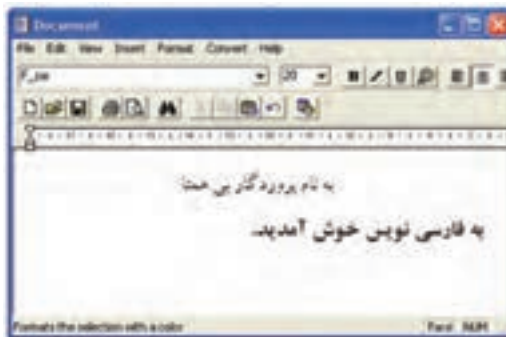 Document
File Edit View Insert Format Convert Help
20
به نام پروردگار بی همتا
به فارسی نویس خوش آمدید.
Formats the selection with a color
Farsi NUM